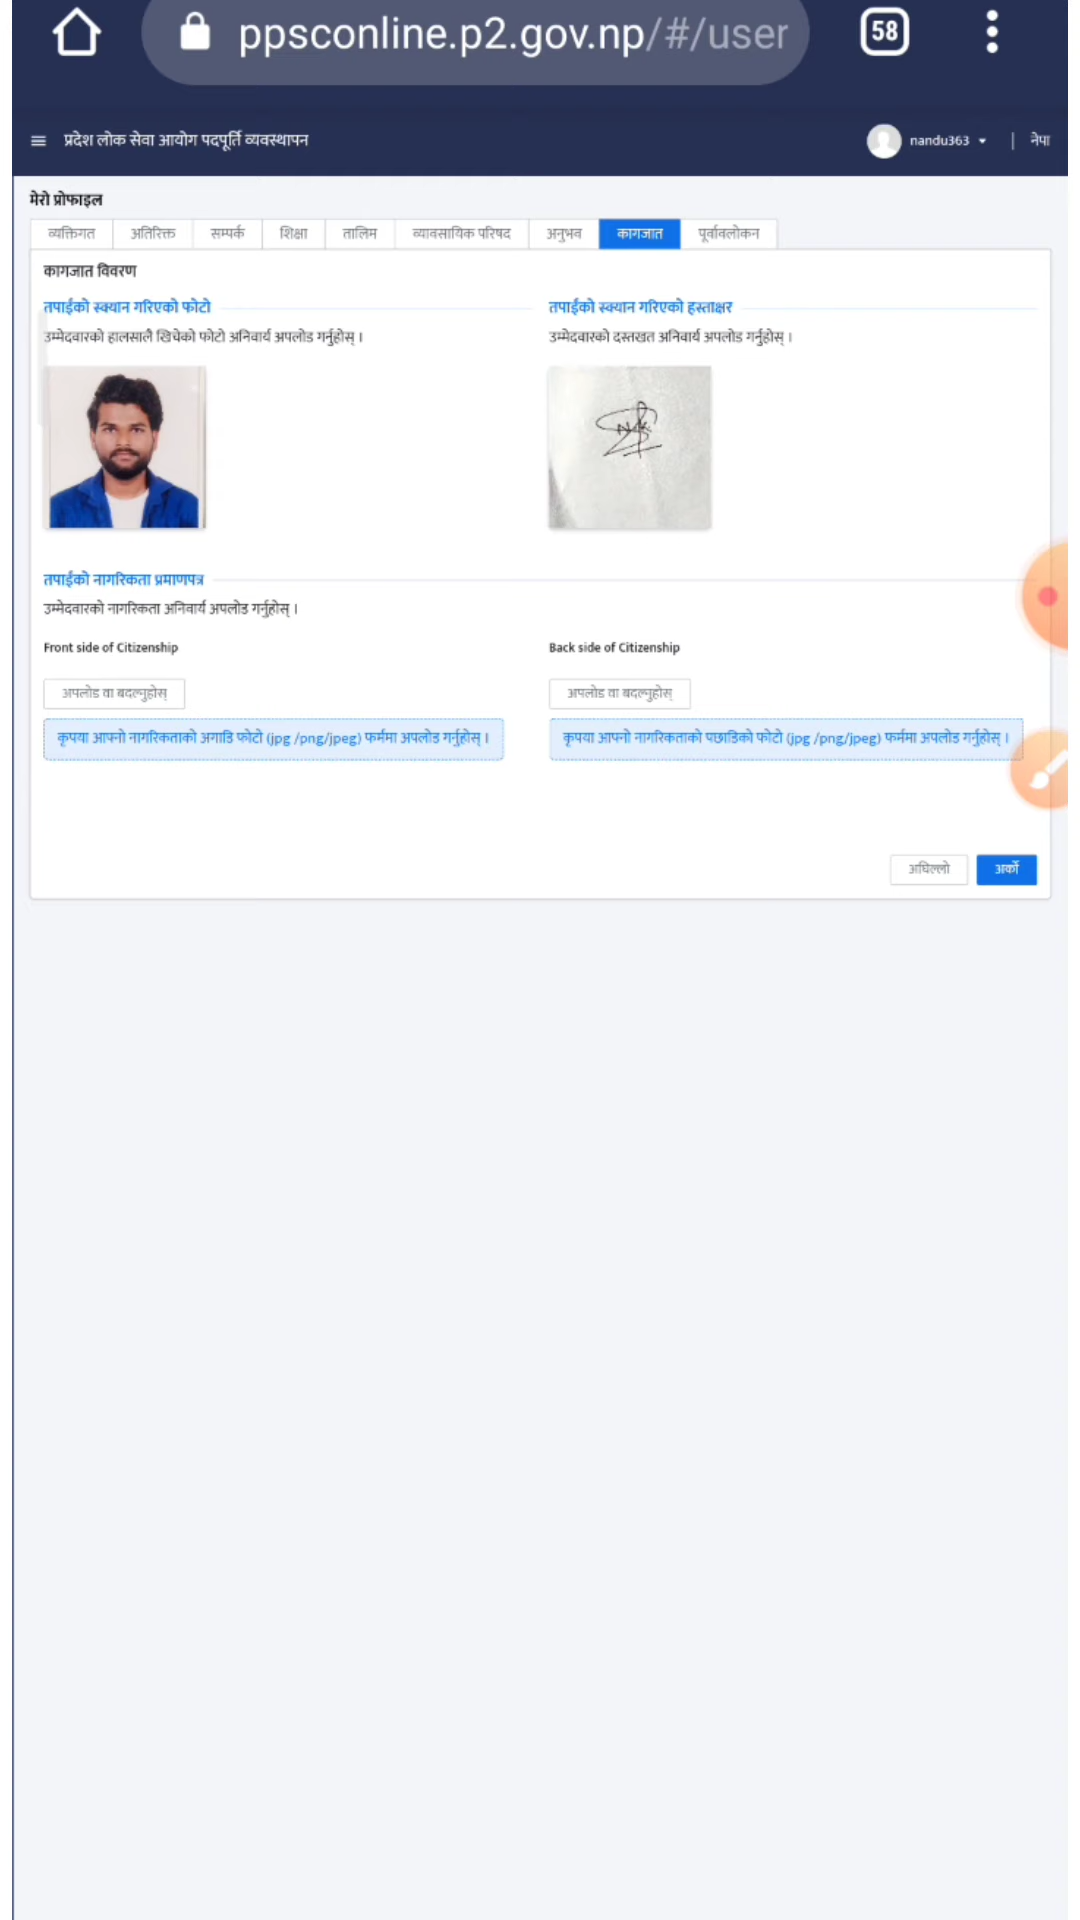 ppsconline.p2.gov.np/#/user
58
प्रदेश लोक सेवा आयोग पदपूर्ति व्यवस्थापन
nandu363 | नेपा
मेरो प्रोफाइल
व्यक्तिगत अतिरिक्त सम्पर्क शिक्षा तालिम व्यावसायिक परिषद अनुभव कागजात पूर्वावलोकन
कागजात विवरण
तपाईंको स्क्यान गरिएको फोटो
उम्मेदवारको हालसालै खिचेको फोटो अनिवार्य अपलोड गर्नुहोस् ।
तपाईंको स्क्यान गरिएको हस्ताक्षर
उम्मेदवारको दस्तखत अनिवार्य अपलोड गर्नुहोस् ।
तपाईंको नागरिकता प्रमाणपत्र
उम्मेदवारको नागरिकता अनिवार्य अपलोड गर्नुहोस् ।
Front side of Citizenship
अपलोड वा बदल्नुहोस्
कृपया आफ्नो नागरिकताको अगाडि फोटो (jpg /png/jpeg) फर्ममा अपलोड गर्नुहोस् ।
Back side of Citizenship
अपलोड वा बदल्नुहोस्
कृपया आफ्नो नागरिकताको पछाडिको फोटो (jpg /png/jpeg) फर्ममा अपलोड गर्नुहोस् ।
अघिल्लो अर्को